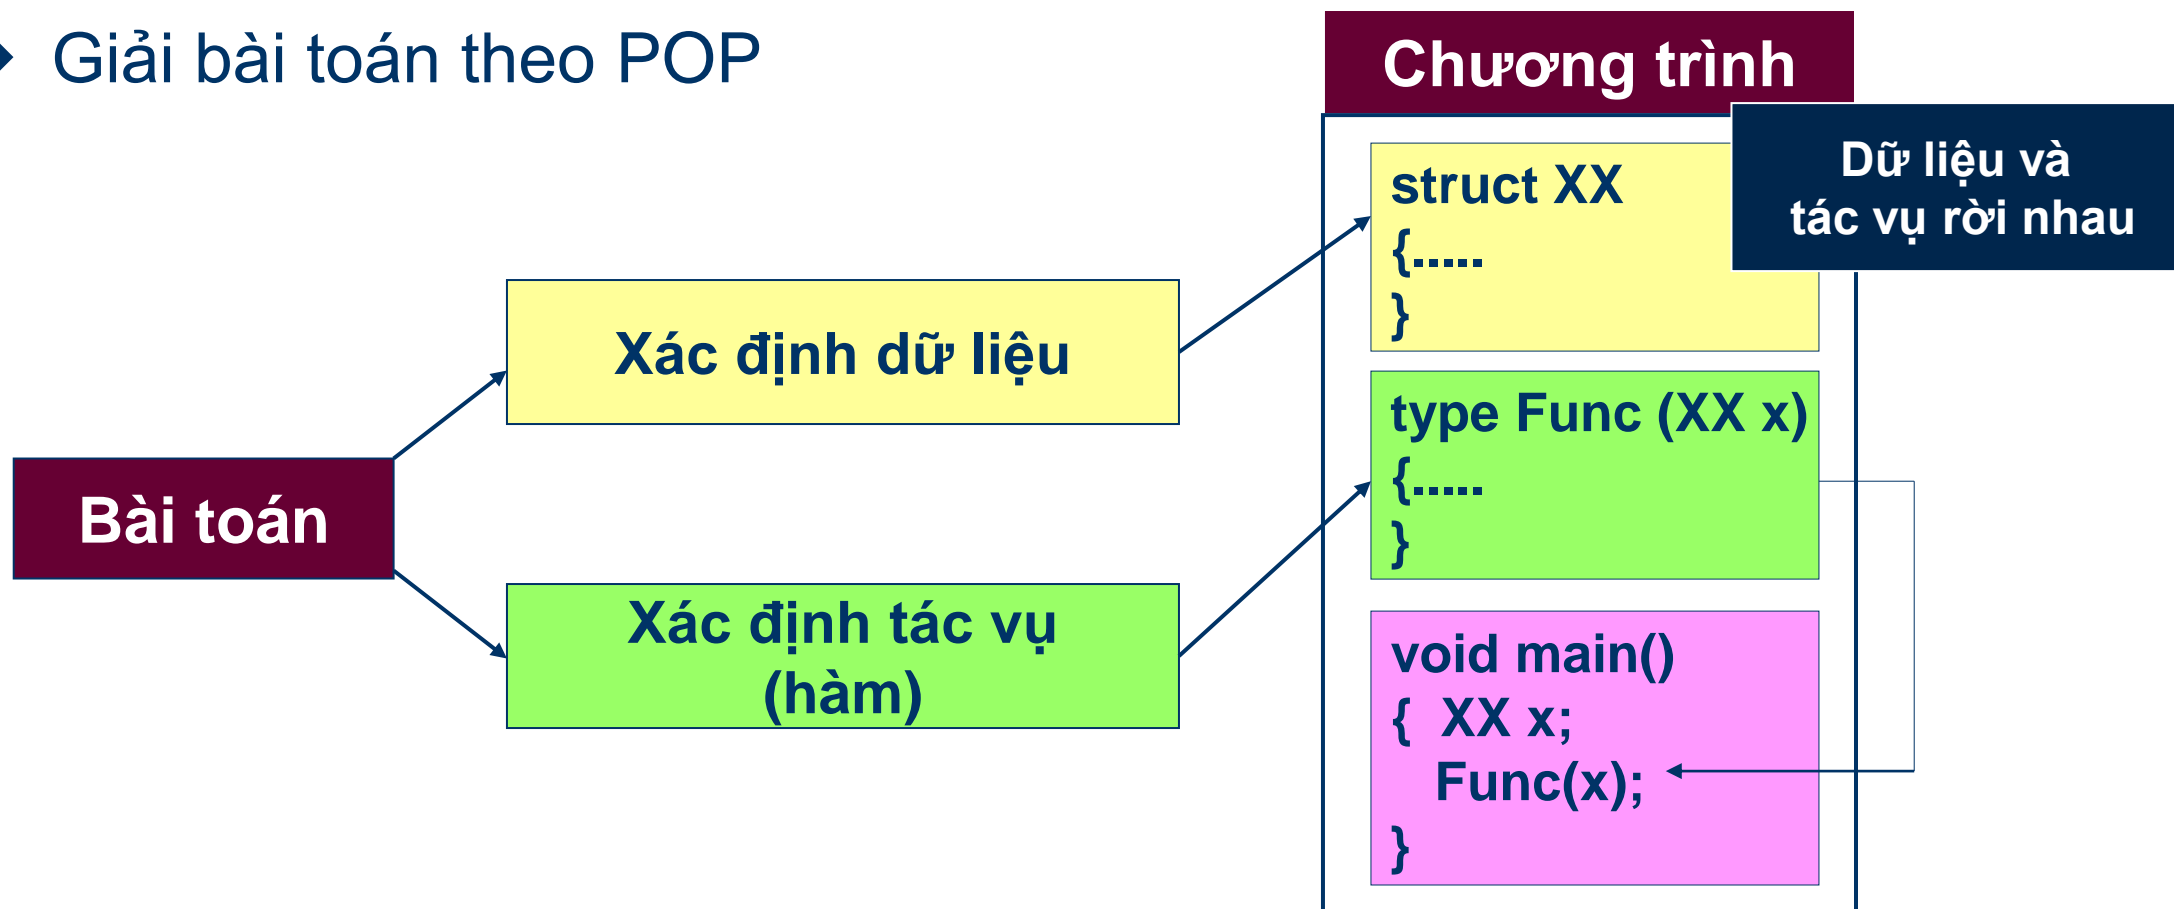 Giải bài toán theo POP
Chương trình
Dữ liệu và
tác vụ rời nhau
struct XX
{.....
}
Xác định dữ liệu
type Func (XX x)
{.....
}
Bài toán
Xác định tác vụ
(hàm)
void main()
{ XX x;
Func(x);
}